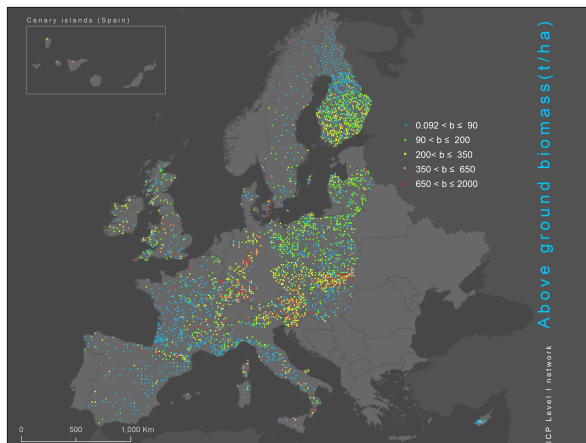 Canary islands (Spain)
Above ground biomass(t/ha)
0.092 < b ≤ 90
90 < b ≤ 200
200< b ≤ 350
350 < b ≤ 650
650 < b ≤ 2000
ICP Level I network
0 500 1,000 Km